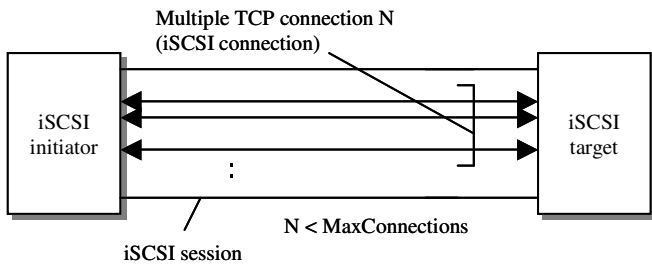 Multiple TCP connection N
(iSCSI connection)
iSCSI
initiator
iSCSI
target
N < MaxConnections
iSCSI session